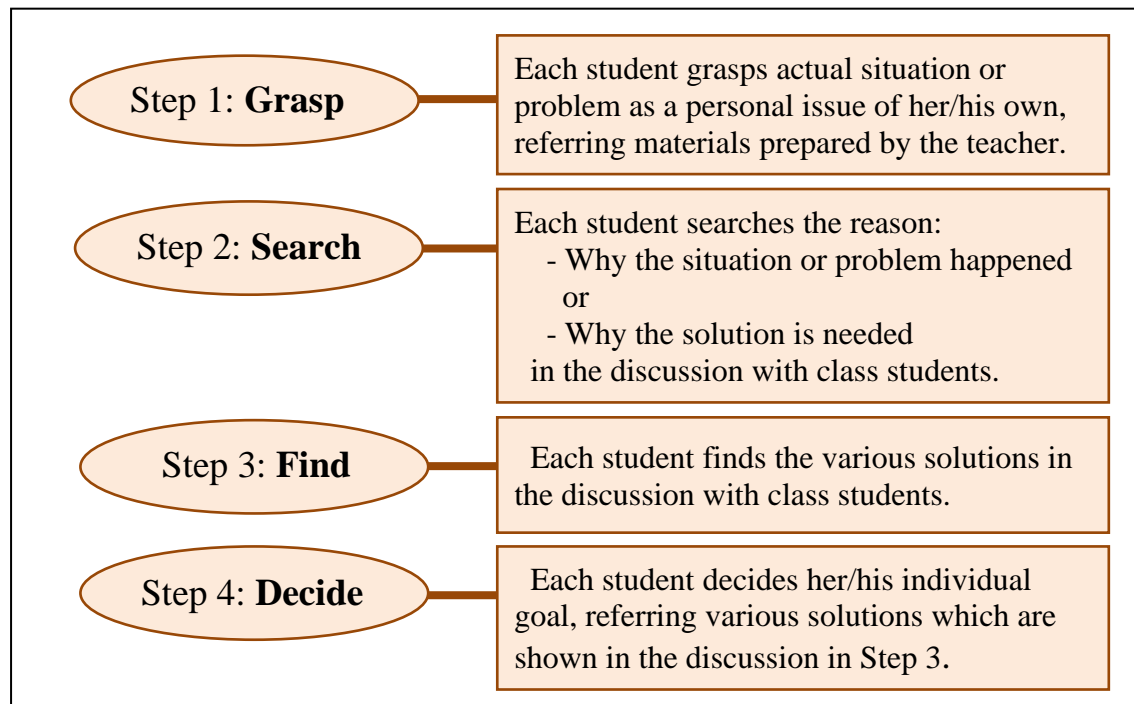 Step 1: Grasp
Each student grasps actual situation or
problem as a personal issue of her/his own,
referring materials prepared by the teacher.
Step 2: Search
Each student searches the reason:
- Why the situation or problem happened
or
- Why the solution is needed
in the discussion with class students.
Step 3: Find
Each student finds the various solutions in
the discussion with class students.
Step 4: Decide
Each student decides her/his individual
goal, referring various solutions which are
shown in the discussion in Step 3.